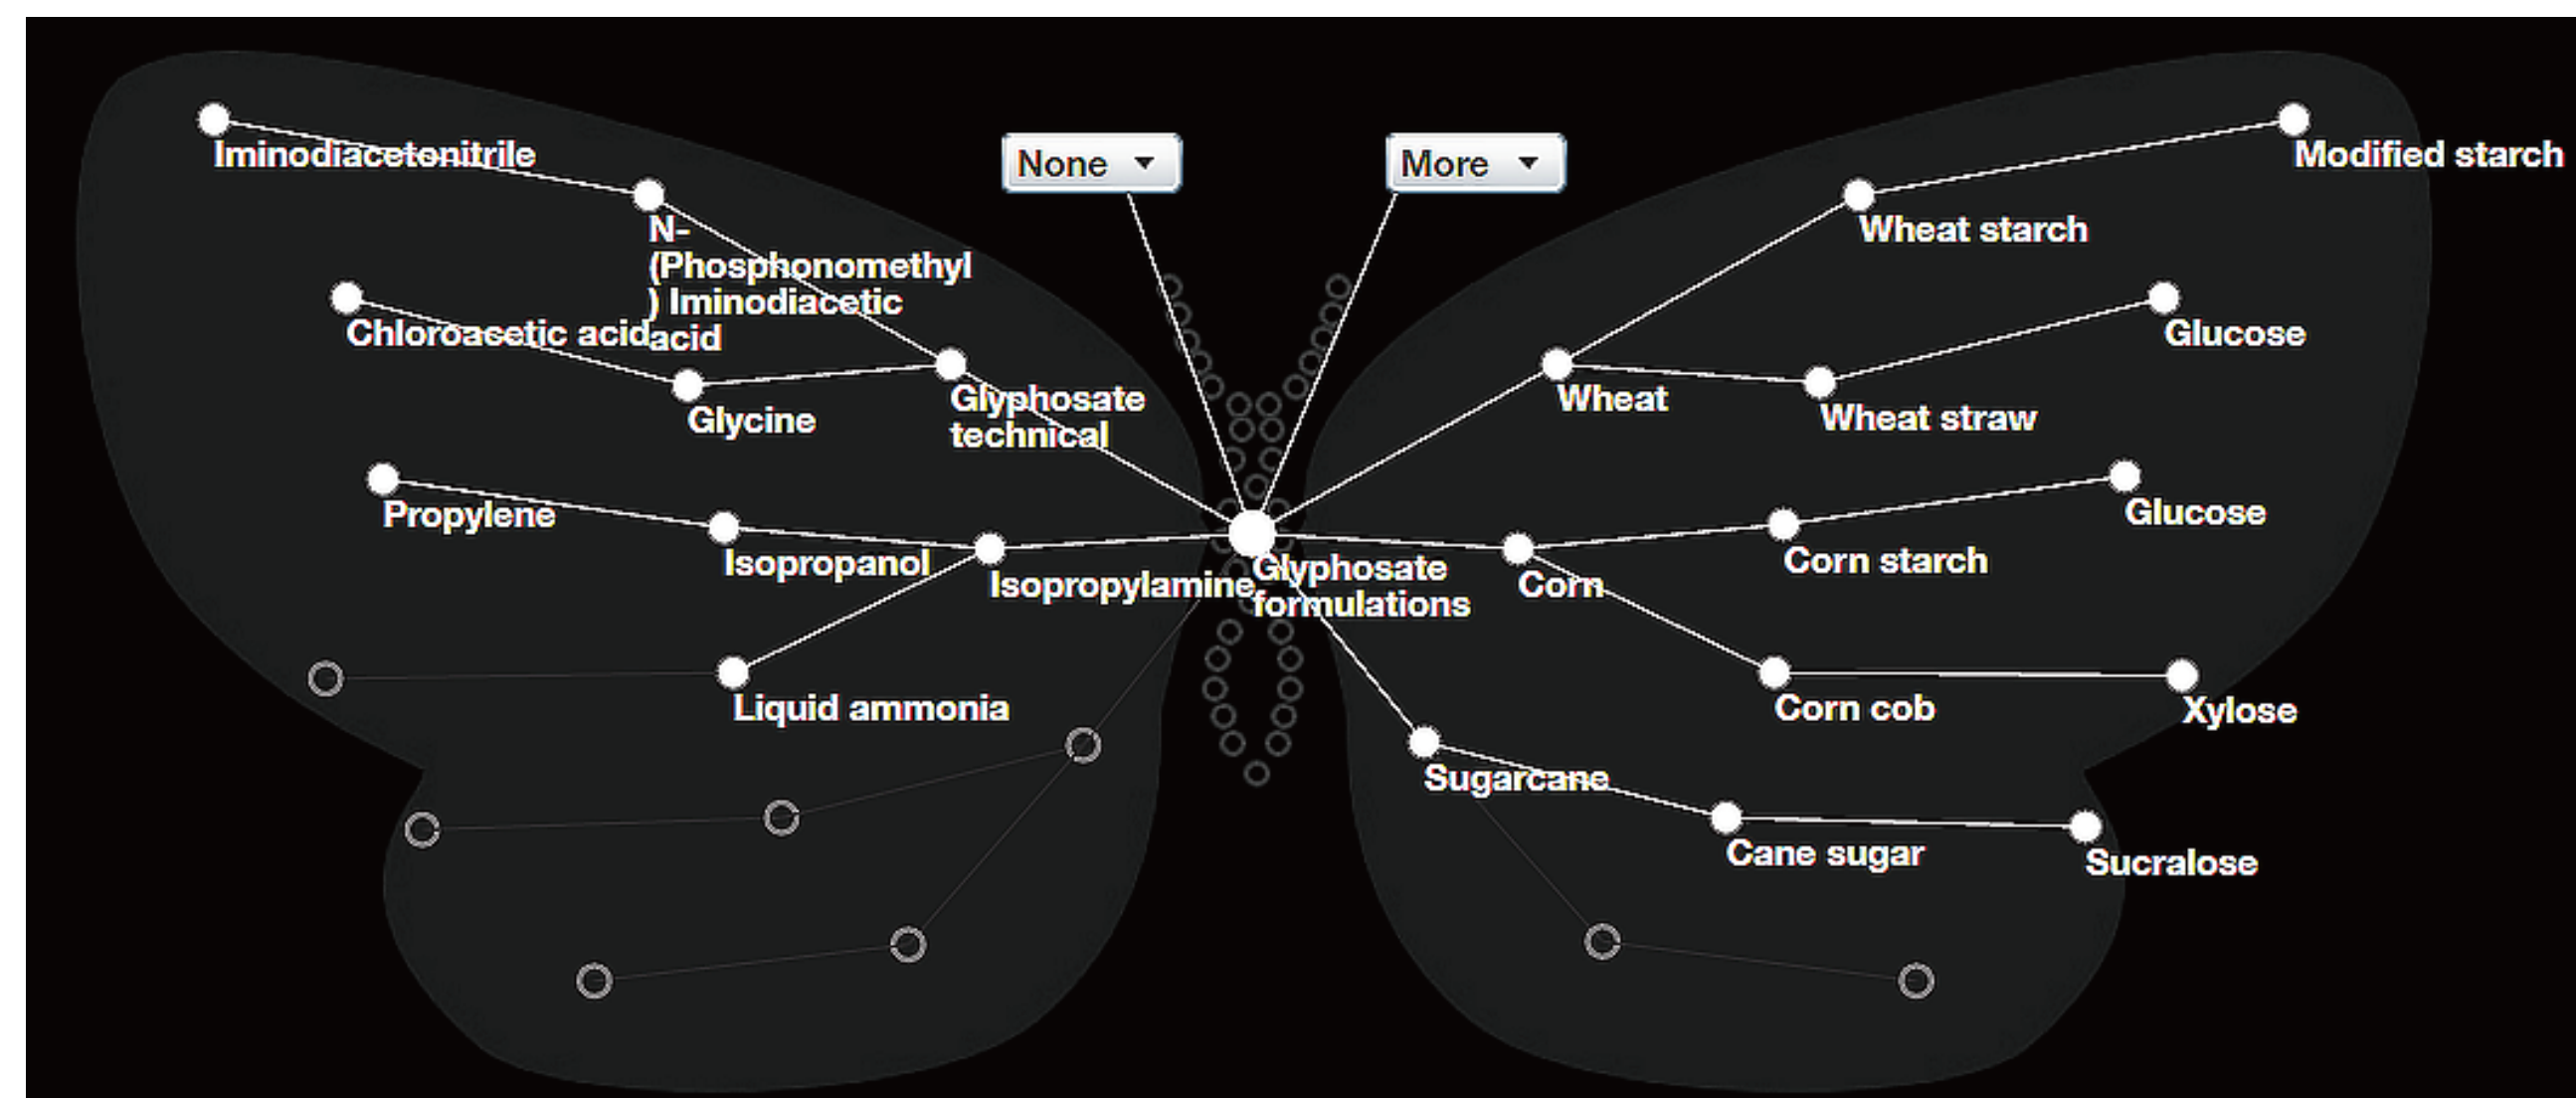 None
More
Iminodiacetonitrile
N-
(Phosphonomethyl
) Iminodiacetic
acid
Chloroacetic acid
Glycine
Glyphosate
technical
Propylene
Isopropanol
Isopropylamine
Liquid ammonia
Glyphosate
formulations
Modified starch
Wheat starch
Glucose
Wheat
Wheat straw
Glucose
Corn starch
Corn
Corn cob
Xylose
Sugarcane
Cane sugar
Sucralose